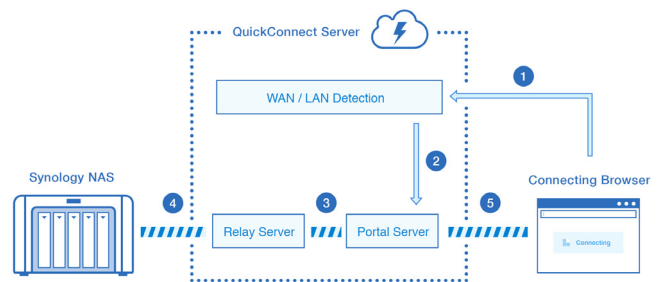 QuickConnect Server
1
WAN / LAN Detection
2
Synology NAS
Connecting Browser
4
3
5
Relay Server
Portal Server
Connecting